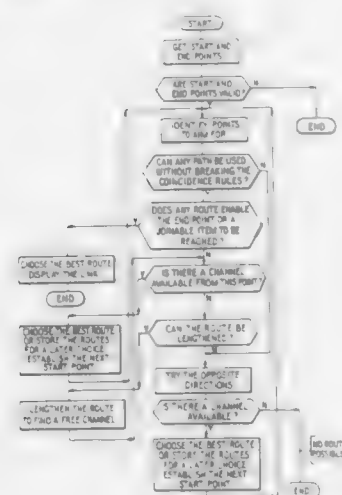 START
GET START AND
END POINTS
ARE START AND
END POINTS VALID?
N
END
IDENTIFY POINTS
TO AIM FOR
CAN ANY PATH BE USED
WITHOUT BREAKING THE
COINCIDENCE RULES?
N
DOES ANY ROUTE ENABLE
THE END POINT OR A
JOINABLE ITEM TO BE
REACHED?
Y
CHOOSE THE BEST ROUTE
DISPLAY THE LINK
END
IS THERE A CHANNEL
AVAILABLE FROM THIS POINT?
Y
N
CHOOSE THE BEST ROUTE
OR STORE THE ROUTES
FOR A LATER CHOICE
ESTABLISH THE NEXT
START POINT
CAN THE ROUTE BE
LENGTHENED?
Y
TRY THE OPPOSITE
DIRECTIONS
LENGTHEN THE ROUTE
TO FIND A FREE CHANNEL
IS THERE A CHANNEL
AVAILABLE?
N
CHOOSE THE BEST ROUTE
OR STORE THE ROUTES
FOR A LATER CHOICE
ESTABLISH THE NEXT
START POINT
NO ROUTE
POSSIBLE
END